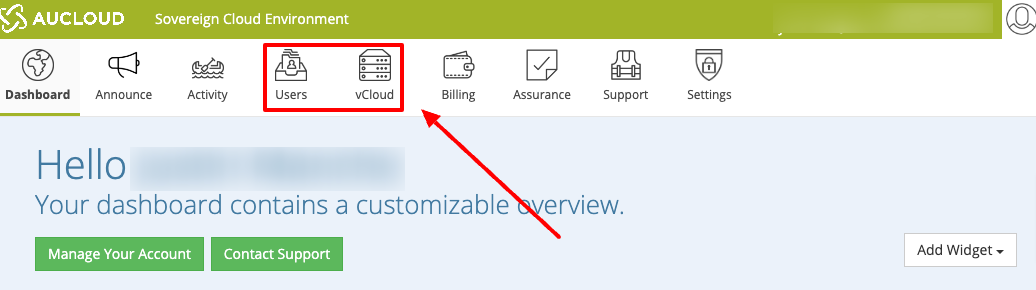 AUCLOUD Sovereign Cloud Environment
Dashboard Announce Activity Users vCloud Billing Assurance Support Settings
Hello
Your dashboard contains a customizable overview.
Manage Your Account Contact Support Add Widget